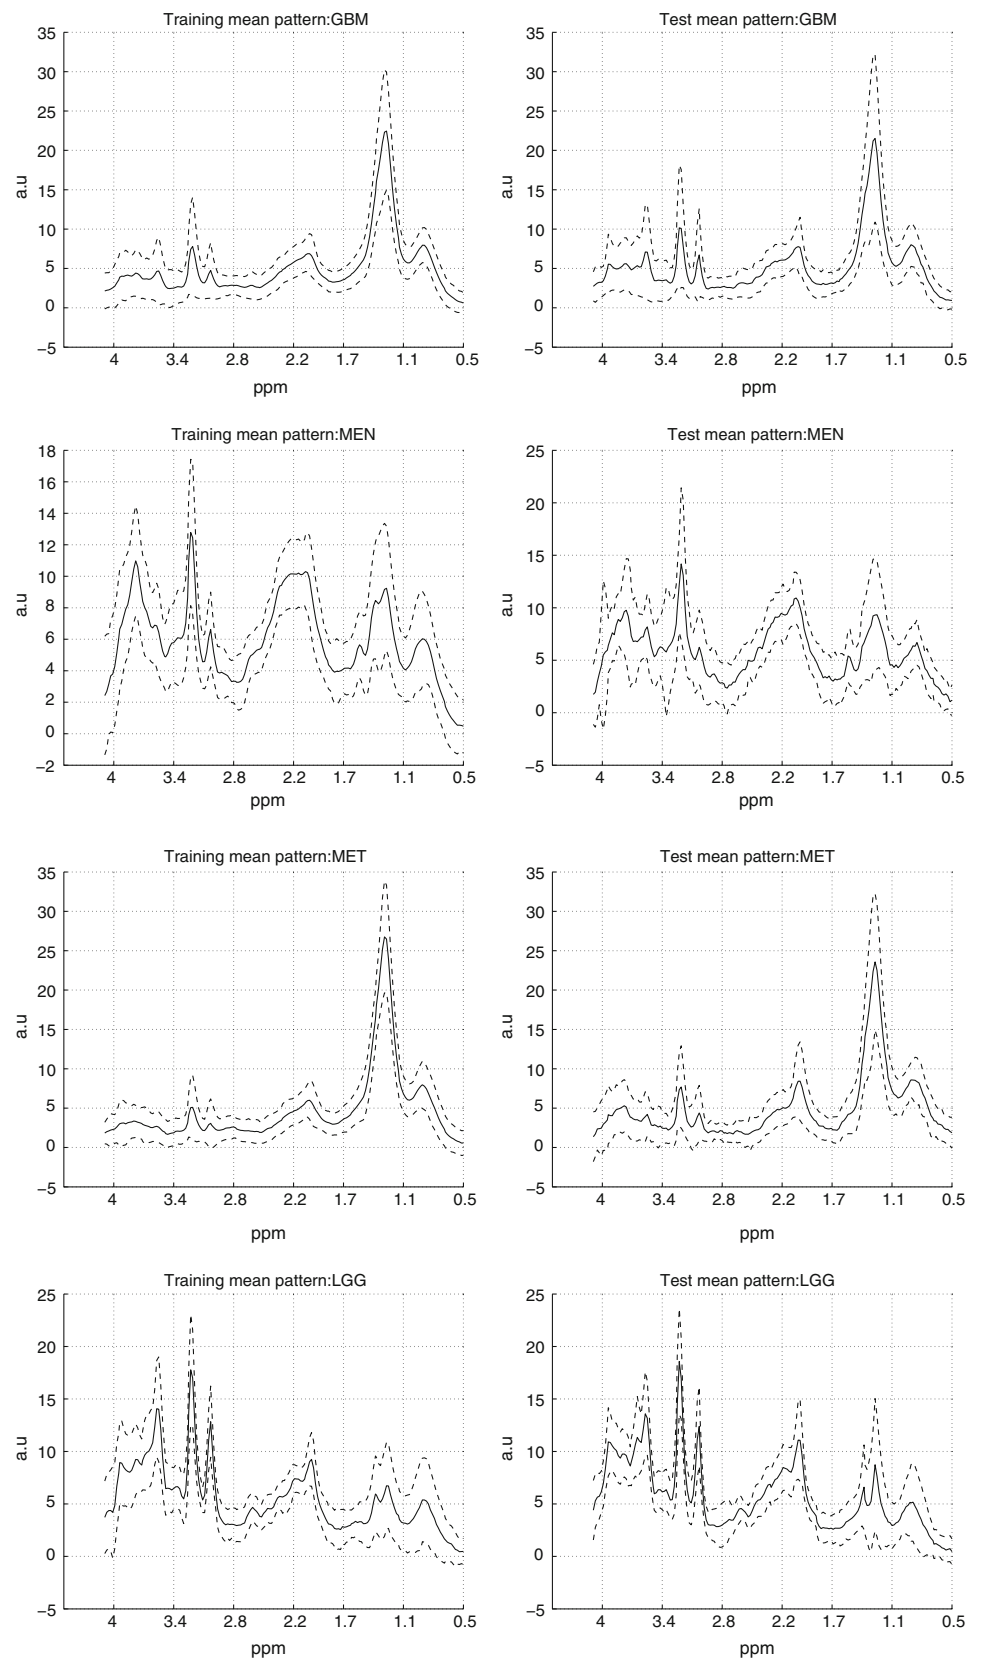 Training mean pattern:GBM
35
30
25
20
15
10
5
0
−5
a.u
4 3.4 2.8 2.2 1.7 1.1 0.5
ppm
Test mean pattern:GBM
35
30
25
20
15
10
5
0
−5
a.u
4 3.4 2.8 2.2 1.7 1.1 0.5
ppm
Training mean pattern:MEN
18
16
14
12
10
8
6
4
2
0
−2
a.u
4 3.4 2.8 2.2 1.7 1.1 0.5
ppm
Test mean pattern:MEN
25
20
15
10
5
0
−5
a.u
4 3.4 2.8 2.2 1.7 1.1 0.5
ppm
Training mean pattern:MET
35
30
25
20
15
10
5
0
−5
a.u
4 3.4 2.8 2.2 1.7 1.1 0.5
ppm
Test mean pattern:MET
35
30
25
20
15
10
5
0
−5
a.u
4 3.4 2.8 2.2 1.7 1.1 0.5
ppm
Training mean pattern:LGG
25
20
15
10
5
0
−5
a.u
4 3.4 2.8 2.2 1.7 1.1 0.5
ppm
Test mean pattern:LGG
25
20
15
10
5
0
−5
a.u
4 3.4 2.8 2.2 1.7 1.1 0.5
ppm